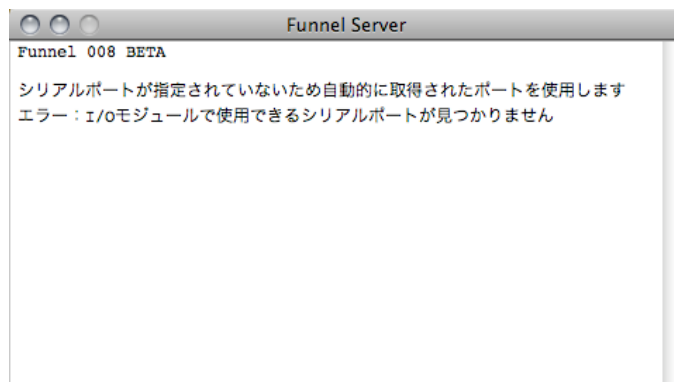 Funnel Server
Funnel 008 BETA
シリアルポートが指定されていないため自動的に取得されたポートを使用します
エラー：I/Oモジュールで使用できるシリアルポートが見つかりません